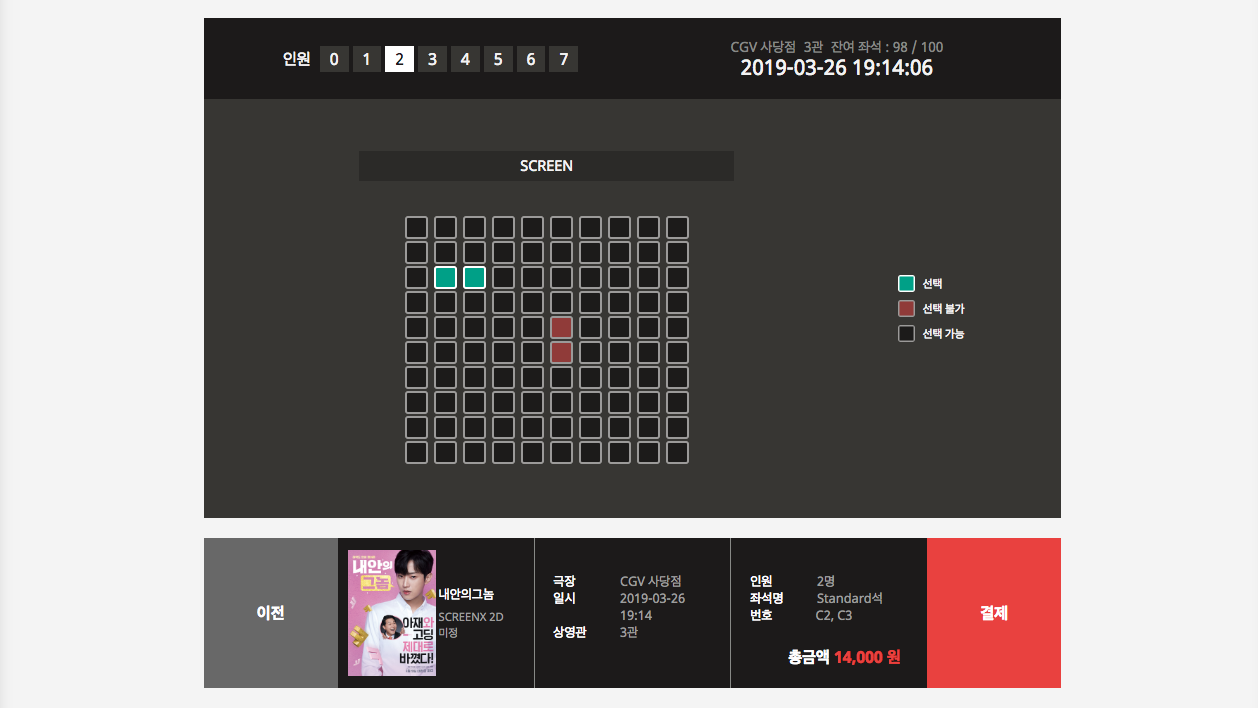 인원 0 1 2 3 4 5 6 7
CGV 사당점 3관 잔여 좌석 : 98 / 100
2019-03-26 19:14:06
SCREEN
선택
선택 불가
선택 가능
이전
내안의
그놈
아재와
고딩
제대로
바꼈다!
내안의그놈
SCREENX 2D
미정
극장 CGV 사당점
일시 2019-03-26
19:14
상영관 3관
인원 2명
좌석명 Standard석
번호 C2, C3
총금액 14,000 원
결제